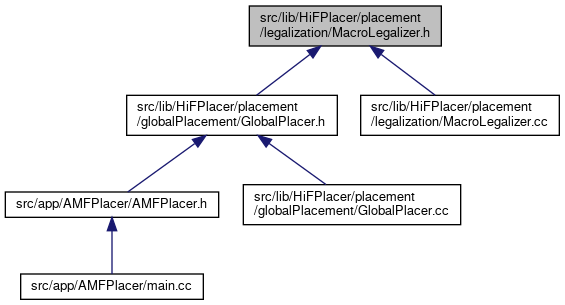 src/lib/HiFPlacer/placement
/legalization/MacroLegalizer.h
src/lib/HiFPlacer/placement
/globalPlacement/GlobalPlacer.h
src/lib/HiFPlacer/placement
/legalization/MacroLegalizer.cc
src/app/AMFPlacer/AMFPlacer.h
src/lib/HiFPlacer/placement
/globalPlacement/GlobalPlacer.cc
src/app/AMFPlacer/main.cc